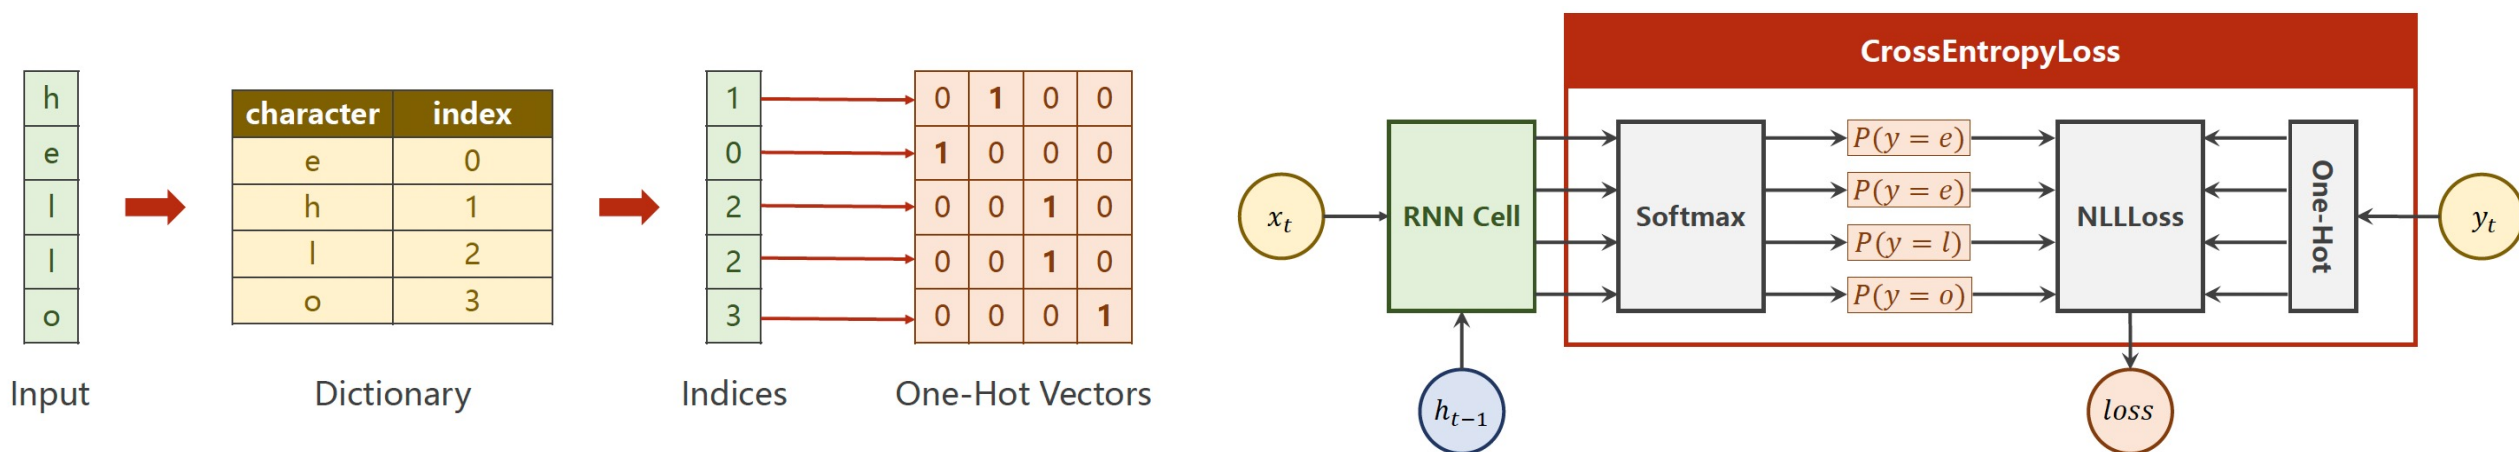 h
e
l
l
o
Input
character index
e 0
h 1
l 2
o 3
Dictionary
1
0
2
2
3
Indices
0 1 0 0
1 0 0 0
0 0 1 0
0 0 1 0
0 0 0 1
One-Hot Vectors
CrossEntropyLoss
x_t
RNN Cell
h_{t-1}
Softmax
P(y = e)
P(y = e)
P(y = l)
P(y = o)
NLLLoss
One-Hot
y_t
loss